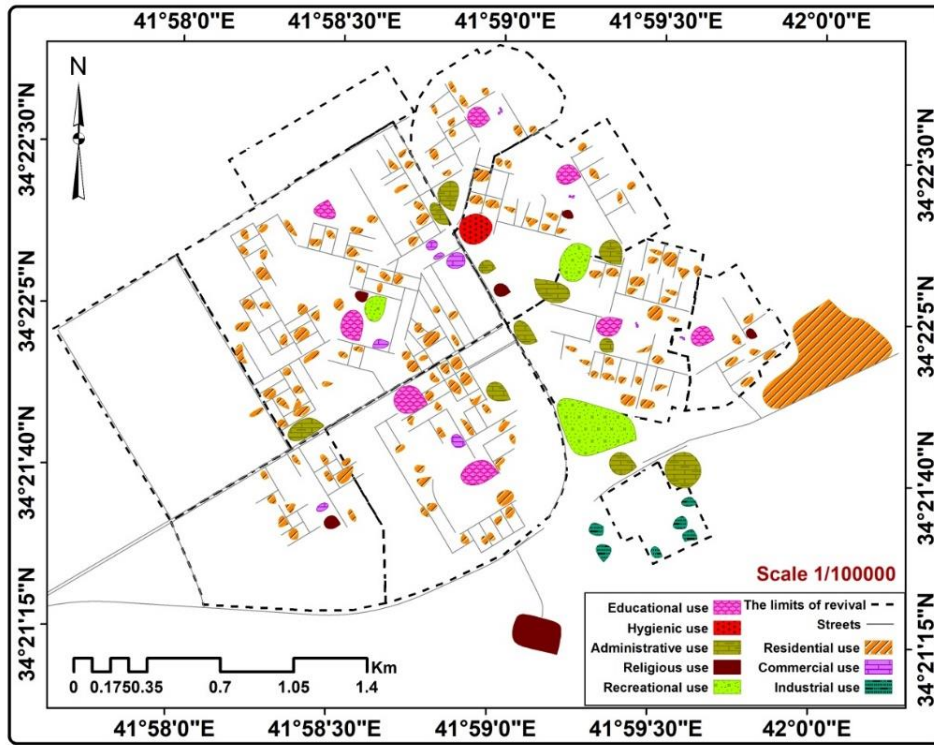 41°58'0"E 41°58'30"E 41°59'0"E 41°59'30"E 42°0'0"E
N
34°22'30"N 34°22'30"N
34°22'5"N 34°22'5"N
34°21'40"N 34°21'40"N
34°21'15"N 34°21'15"N
Scale 1/100000
Educational use The limits of revival
Hygienic use Streets
Administrative use Residential use
Religious use Commercial use
Recreational use Industrial use
Km
0 0.1750.35 0.7 1.05 1.4
41°58'0"E 41°58'30"E 41°59'0"E 41°59'30"E 42°0'0"E